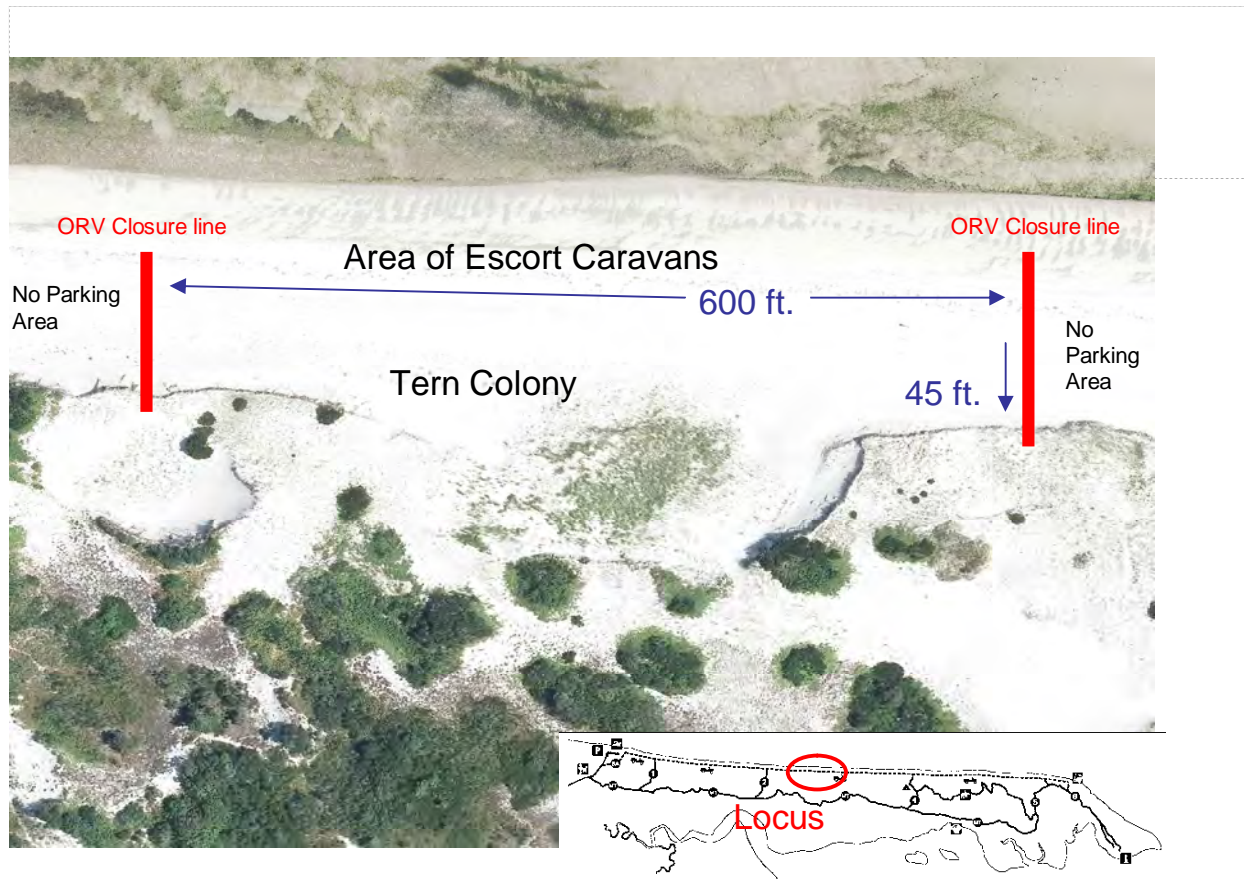 ORV Closure line
ORV Closure line
Area of Escort Caravans
No Parking
Area
600 ft.
No
Parking
Area
Tern Colony
45 ft.
Locus